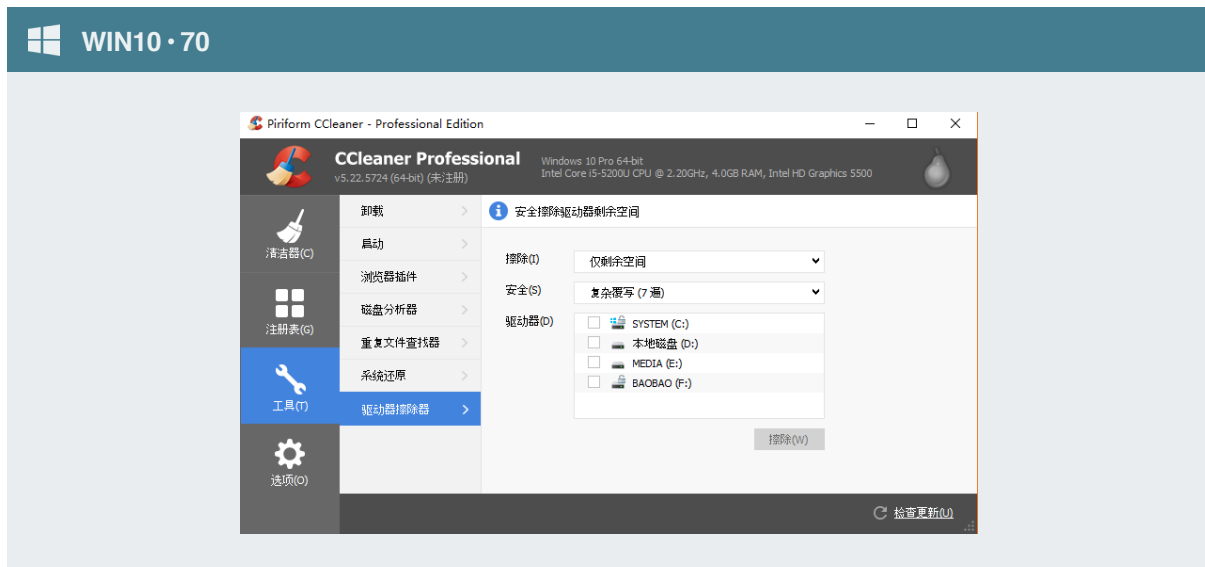 WIN10 · 70
Piriform CCleaner - Professional Edition
CCleaner Professional
v5.22.5724 (64-bit) (未注册)
Windows 10 Pro 64-bit
Intel Core i5-5200U CPU @ 2.20GHz, 4.0GB RAM, Intel HD Graphics 5500
清洁器(C)
注册表(G)
工具(T)
选项(O)
卸载
启动
浏览器插件
磁盘分析器
重复文件查找器
系统还原
驱动器擦除器
安全擦除驱动器剩余空间
擦除(I)
仅剩余空间
安全(S)
复杂覆写 (7 遍)
驱动器(D)
SYSTEM (C:)
本地磁盘 (D:)
MEDIA (E:)
BAOBAO (F:)
擦除(W)
检查更新(U)